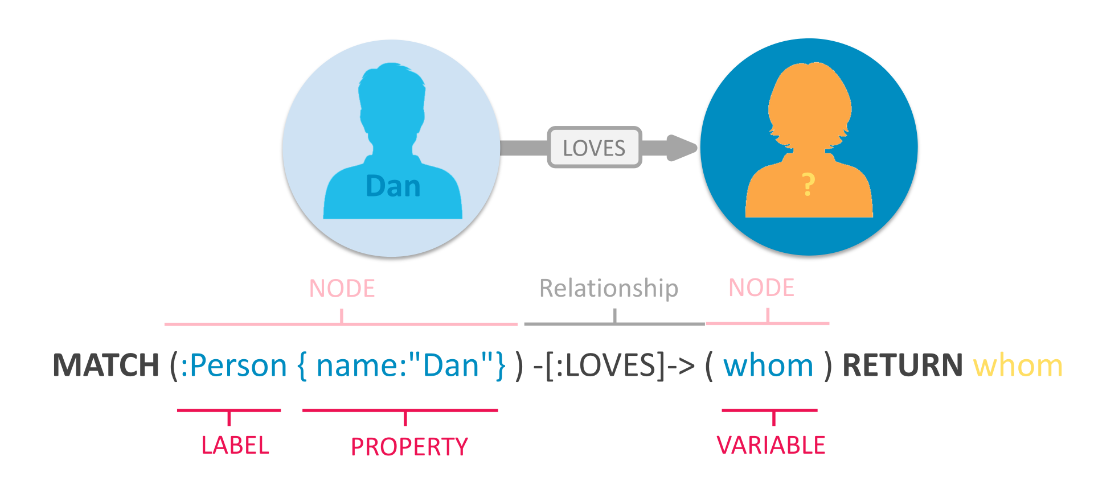 Dan
LOVES
?
NODE
Relationship
NODE
MATCH (:Person { name:"Dan"} ) -[:LOVES]-> ( whom ) RETURN whom
LABEL
PROPERTY
VARIABLE